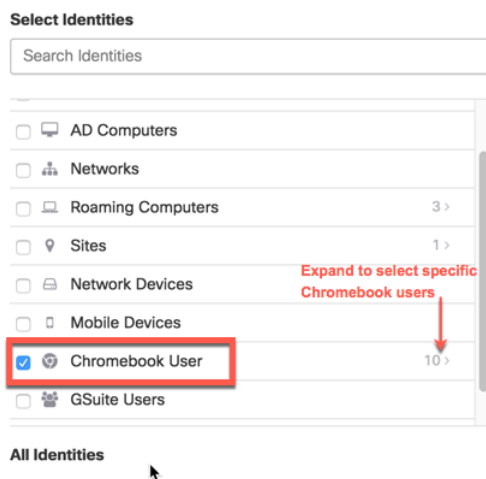 Select Identities
Search Identities
AD Computers
Networks
Roaming Computers 3 >
Sites 1 >
Expand to select specific
Network Devices
Chromebook users
Mobile Devices
Chromebook User 10 >
GSuite Users
All Identities